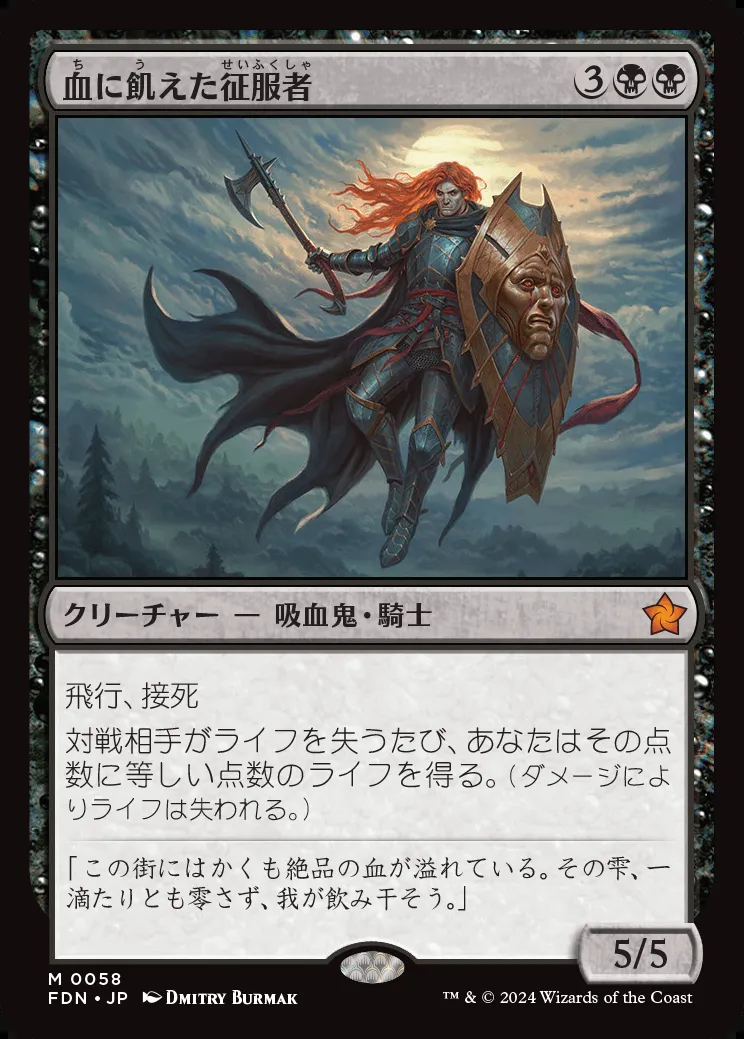 血に飢えた征服者
3
クリーチャー ― 吸血鬼・騎士
飛行、接死
対戦相手がライフを失うたび、あなたはその点
数に等しい点数のライフを得る。（ダメージによ
りライフは失われる。）
「この街にはかくも絶品の血が溢れている。その雫、一
滴たりとも零さず、我が飲み干そう。」
5/5
M 0058
FDN • JP Dmitry Burmak
™ & © 2024 Wizards of the Coast